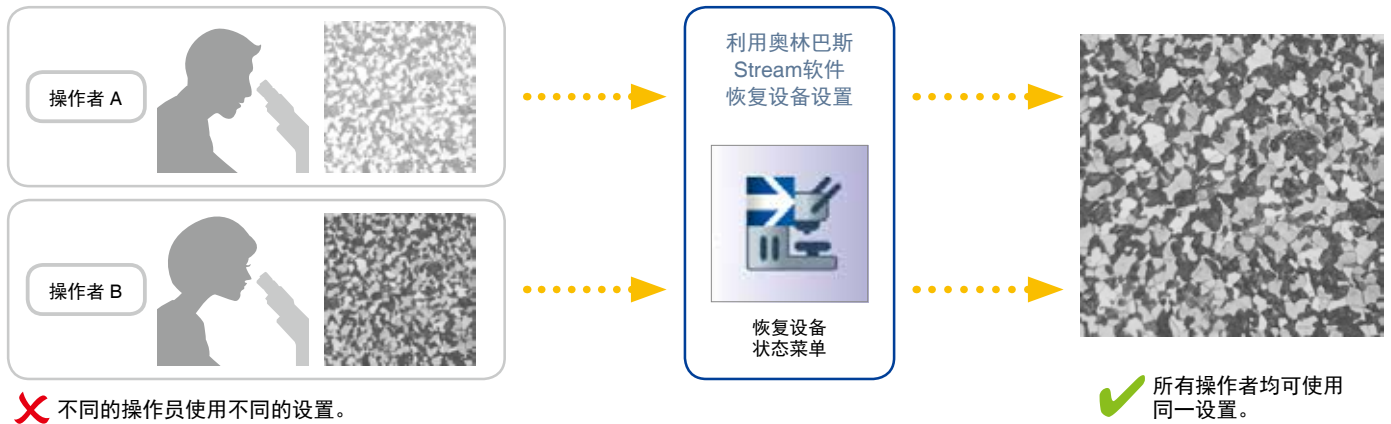 操作者 A
操作者 B
不同的操作员使用不同的设置。
利用奥林巴斯
Stream软件
恢复设备设置
恢复设备
状态菜单
所有操作者均可使用
同一设置。